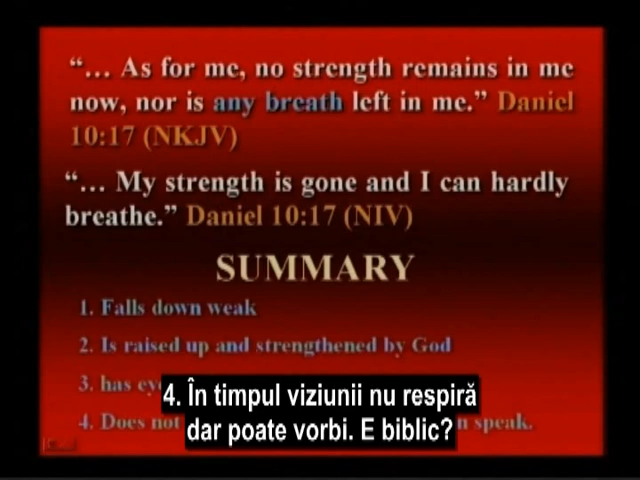 “... As for me, no strength remains in me
now, nor is any breath left in me.” Daniel
10:17 (NKJV)
“... My strength is gone and I can hardly
breathe.” Daniel 10:17 (NIV)
SUMMARY
1. Falls down weak
2. Is raised up and strengthened by God
3. has
4. Does not speak.
4. În timpul viziunii nu respiră
dar poate vorbi. E biblic?